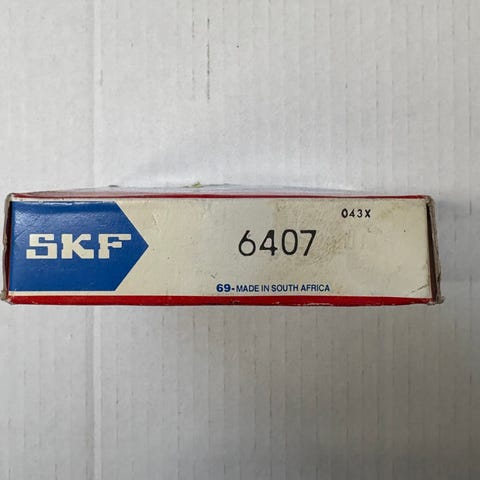 043X
SKF 6407
69-MADE IN SOUTH AFRICA